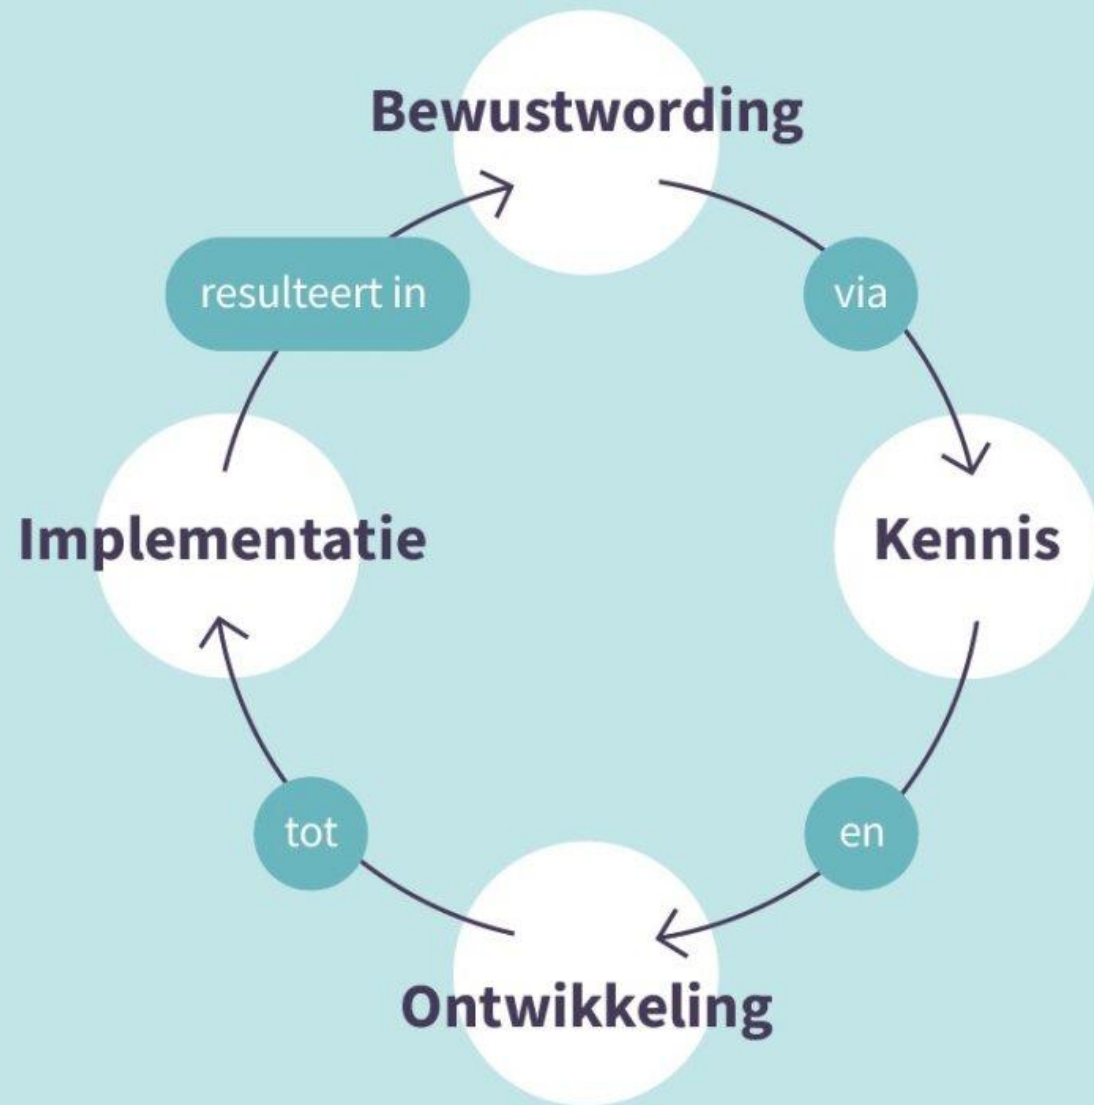 Bewustwording
resulteert in
via
Implementatie
Kennis
tot
en
Ontwikkeling